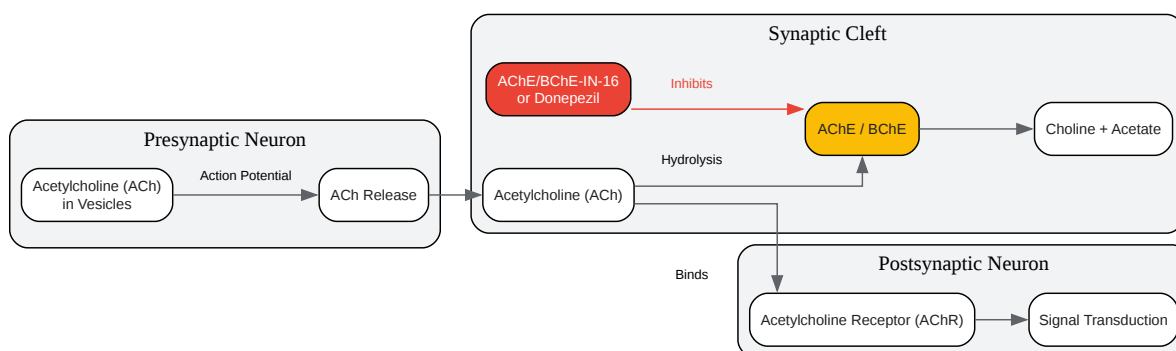 Synaptic Cleft
AChE/BChE-IN-16
or Donepezil
Inhibits
AChE / BChE
Choline + Acetate
Presynaptic Neuron
Acetylcholine (ACh)
in Vesicles
Action Potential
ACh Release
Acetylcholine (ACh)
Hydrolysis
Binds
Postsynaptic Neuron
Acetylcholine Receptor (AChR)
Signal Transduction